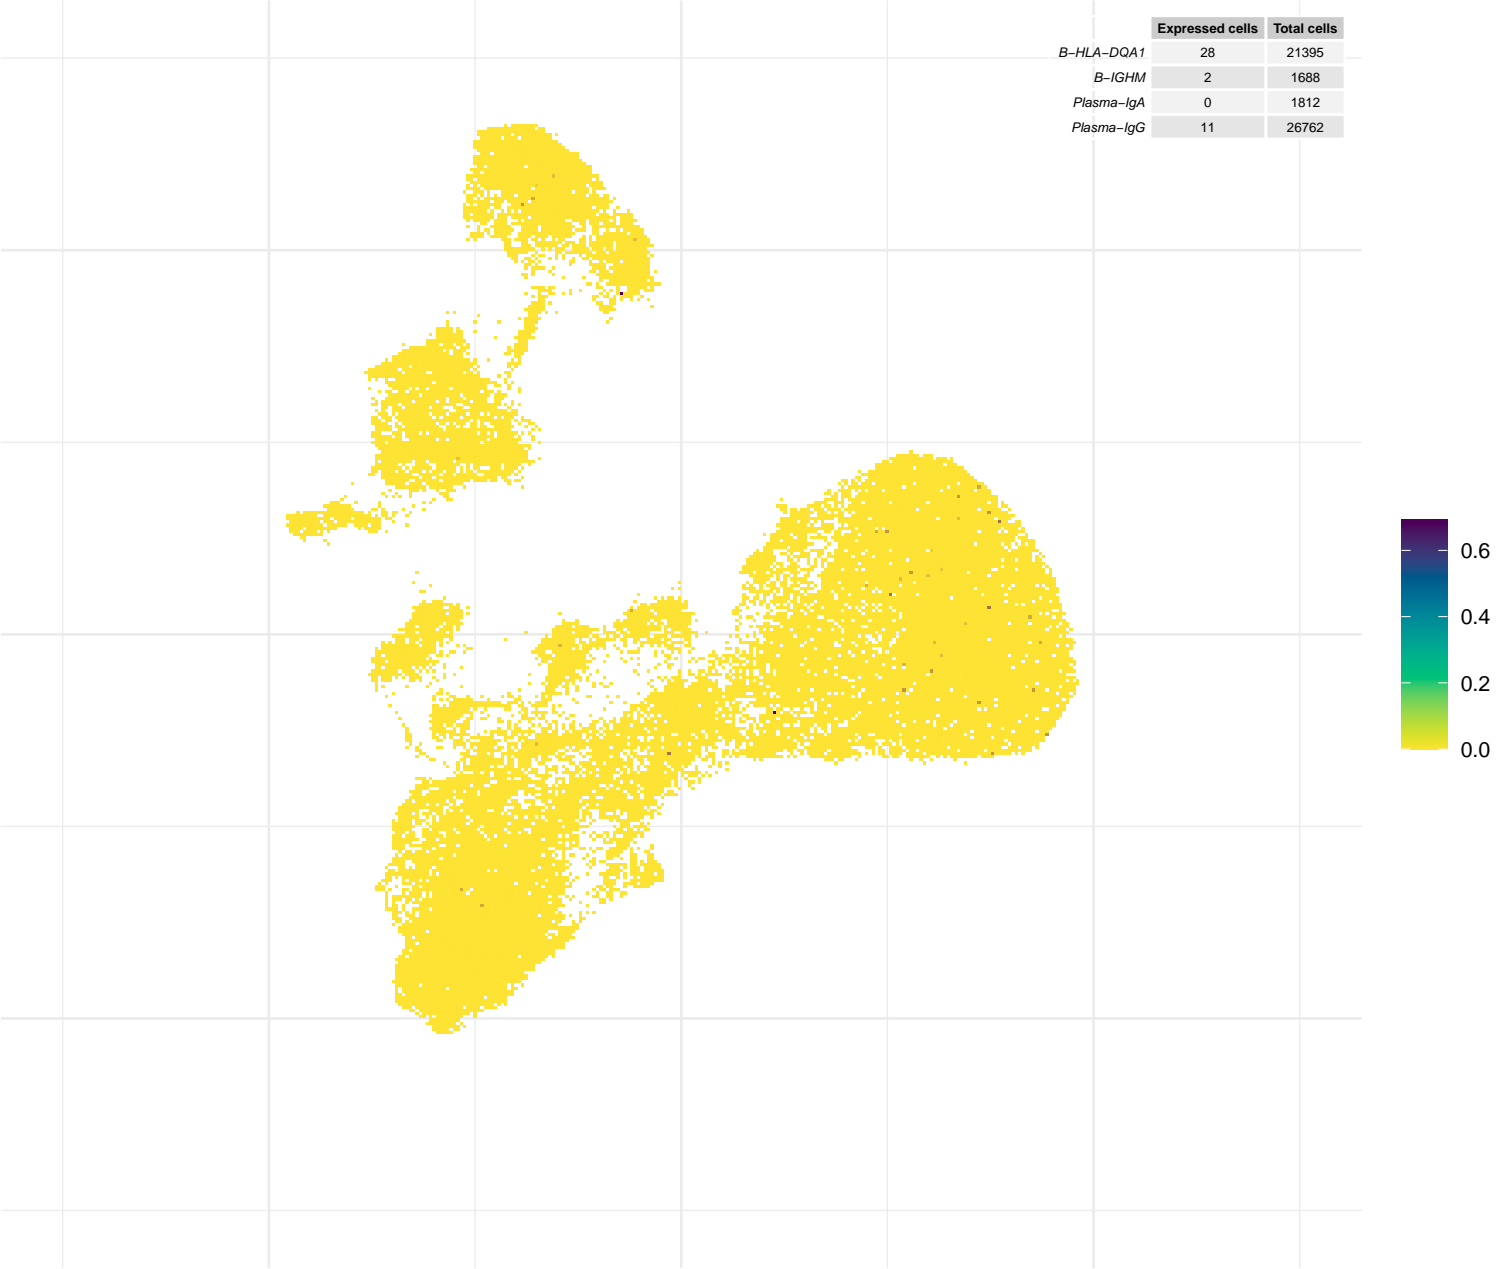 Expressed cells Total cells
B−HLA−DQA1 28 21395
B−IGHM 2 1688
Plasma−IgA 0 1812
Plasma−IgG 11 26762
0.6
0.4
0.2
0.0